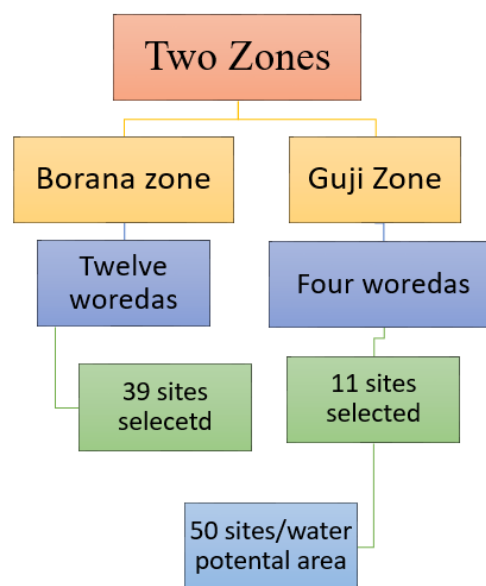 Two Zones
Borana zone
Guji Zone
Twelve
woredas
Four woredas
39 sites
selecetd
11 sites
selected
50 sites/water
potental area